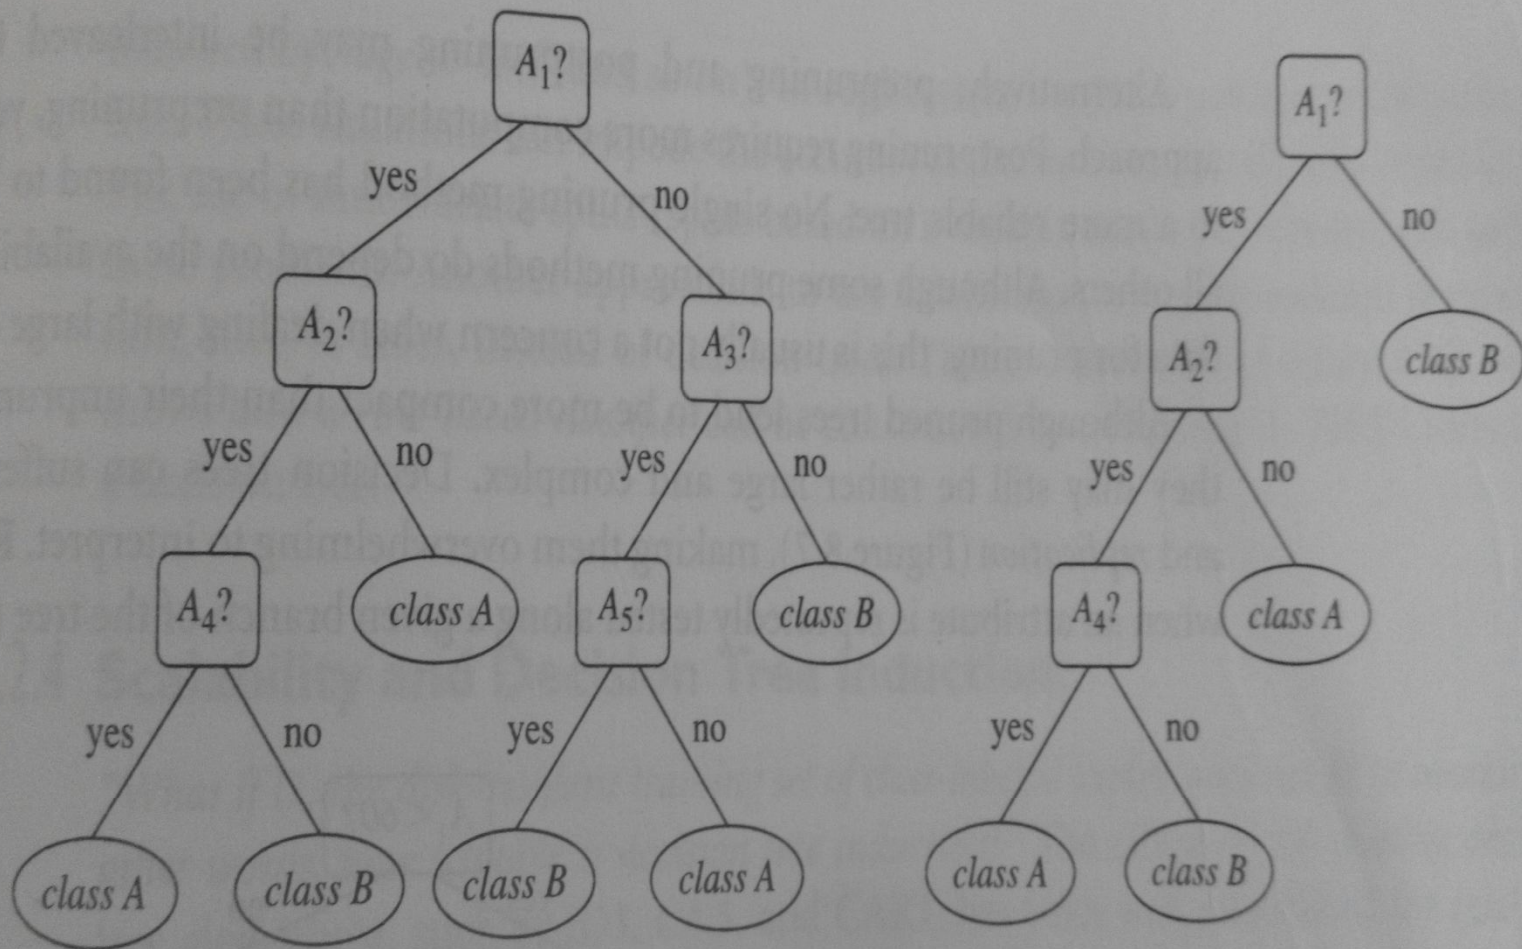 A₁?
yes
no
A₂?
A₃?
yes
no
yes
no
A₄?
class A
A₅?
class B
yes
no
yes
no
class A
class B
class B
class A
A₁?
yes
no
A₂?
class B
yes
no
A₄?
class A
yes
no
class A
class B